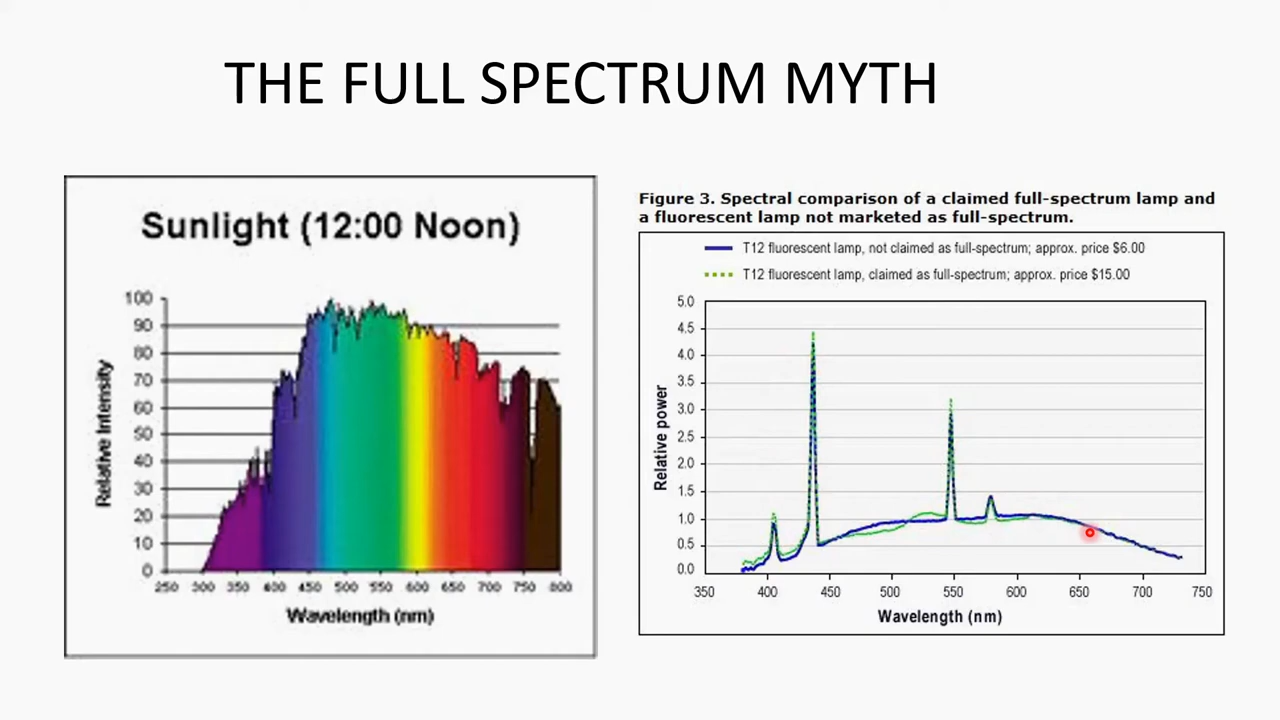 THE FULL SPECTRUM MYTH
Sunlight (12:00 Noon)
100
90
80
70
60
50
40
30
20
10
0
Relative Intensity
250 300 350 400 450 500 550 600 650 700 750 800
Wavelength (nm)
Figure 3. Spectral comparison of a claimed full-spectrum lamp and
a fluorescent lamp not marketed as full-spectrum.
T12 fluorescent lamp, not claimed as full-spectrum; approx. price $6.00
T12 fluorescent lamp, claimed as full-spectrum; approx. price $15.00
5.0
4.5
4.0
3.5
3.0
2.5
2.0
1.5
1.0
0.5
0.0
Relative power
350 400 450 500 550 600 650 700 750
Wavelength (nm)